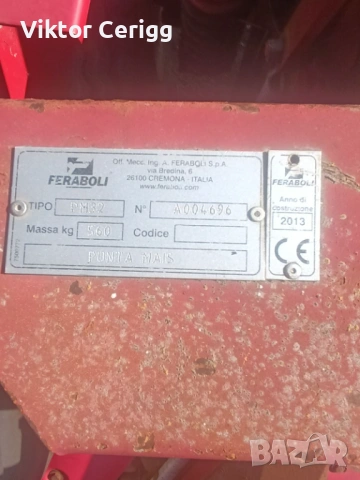 Viktor Cerigg
FERABOLI
Off. Mecc. Ing. A. FERABOLI S.p.A.
via Bredina, 6
26100 CREMONA - ITALIA
www.feraboli.com
TIPO N° A004696
Massa kg 560 Codice
PUNTA MAIS
FERABOLI
Anno di
costruzione
2013
CE
BAZAR